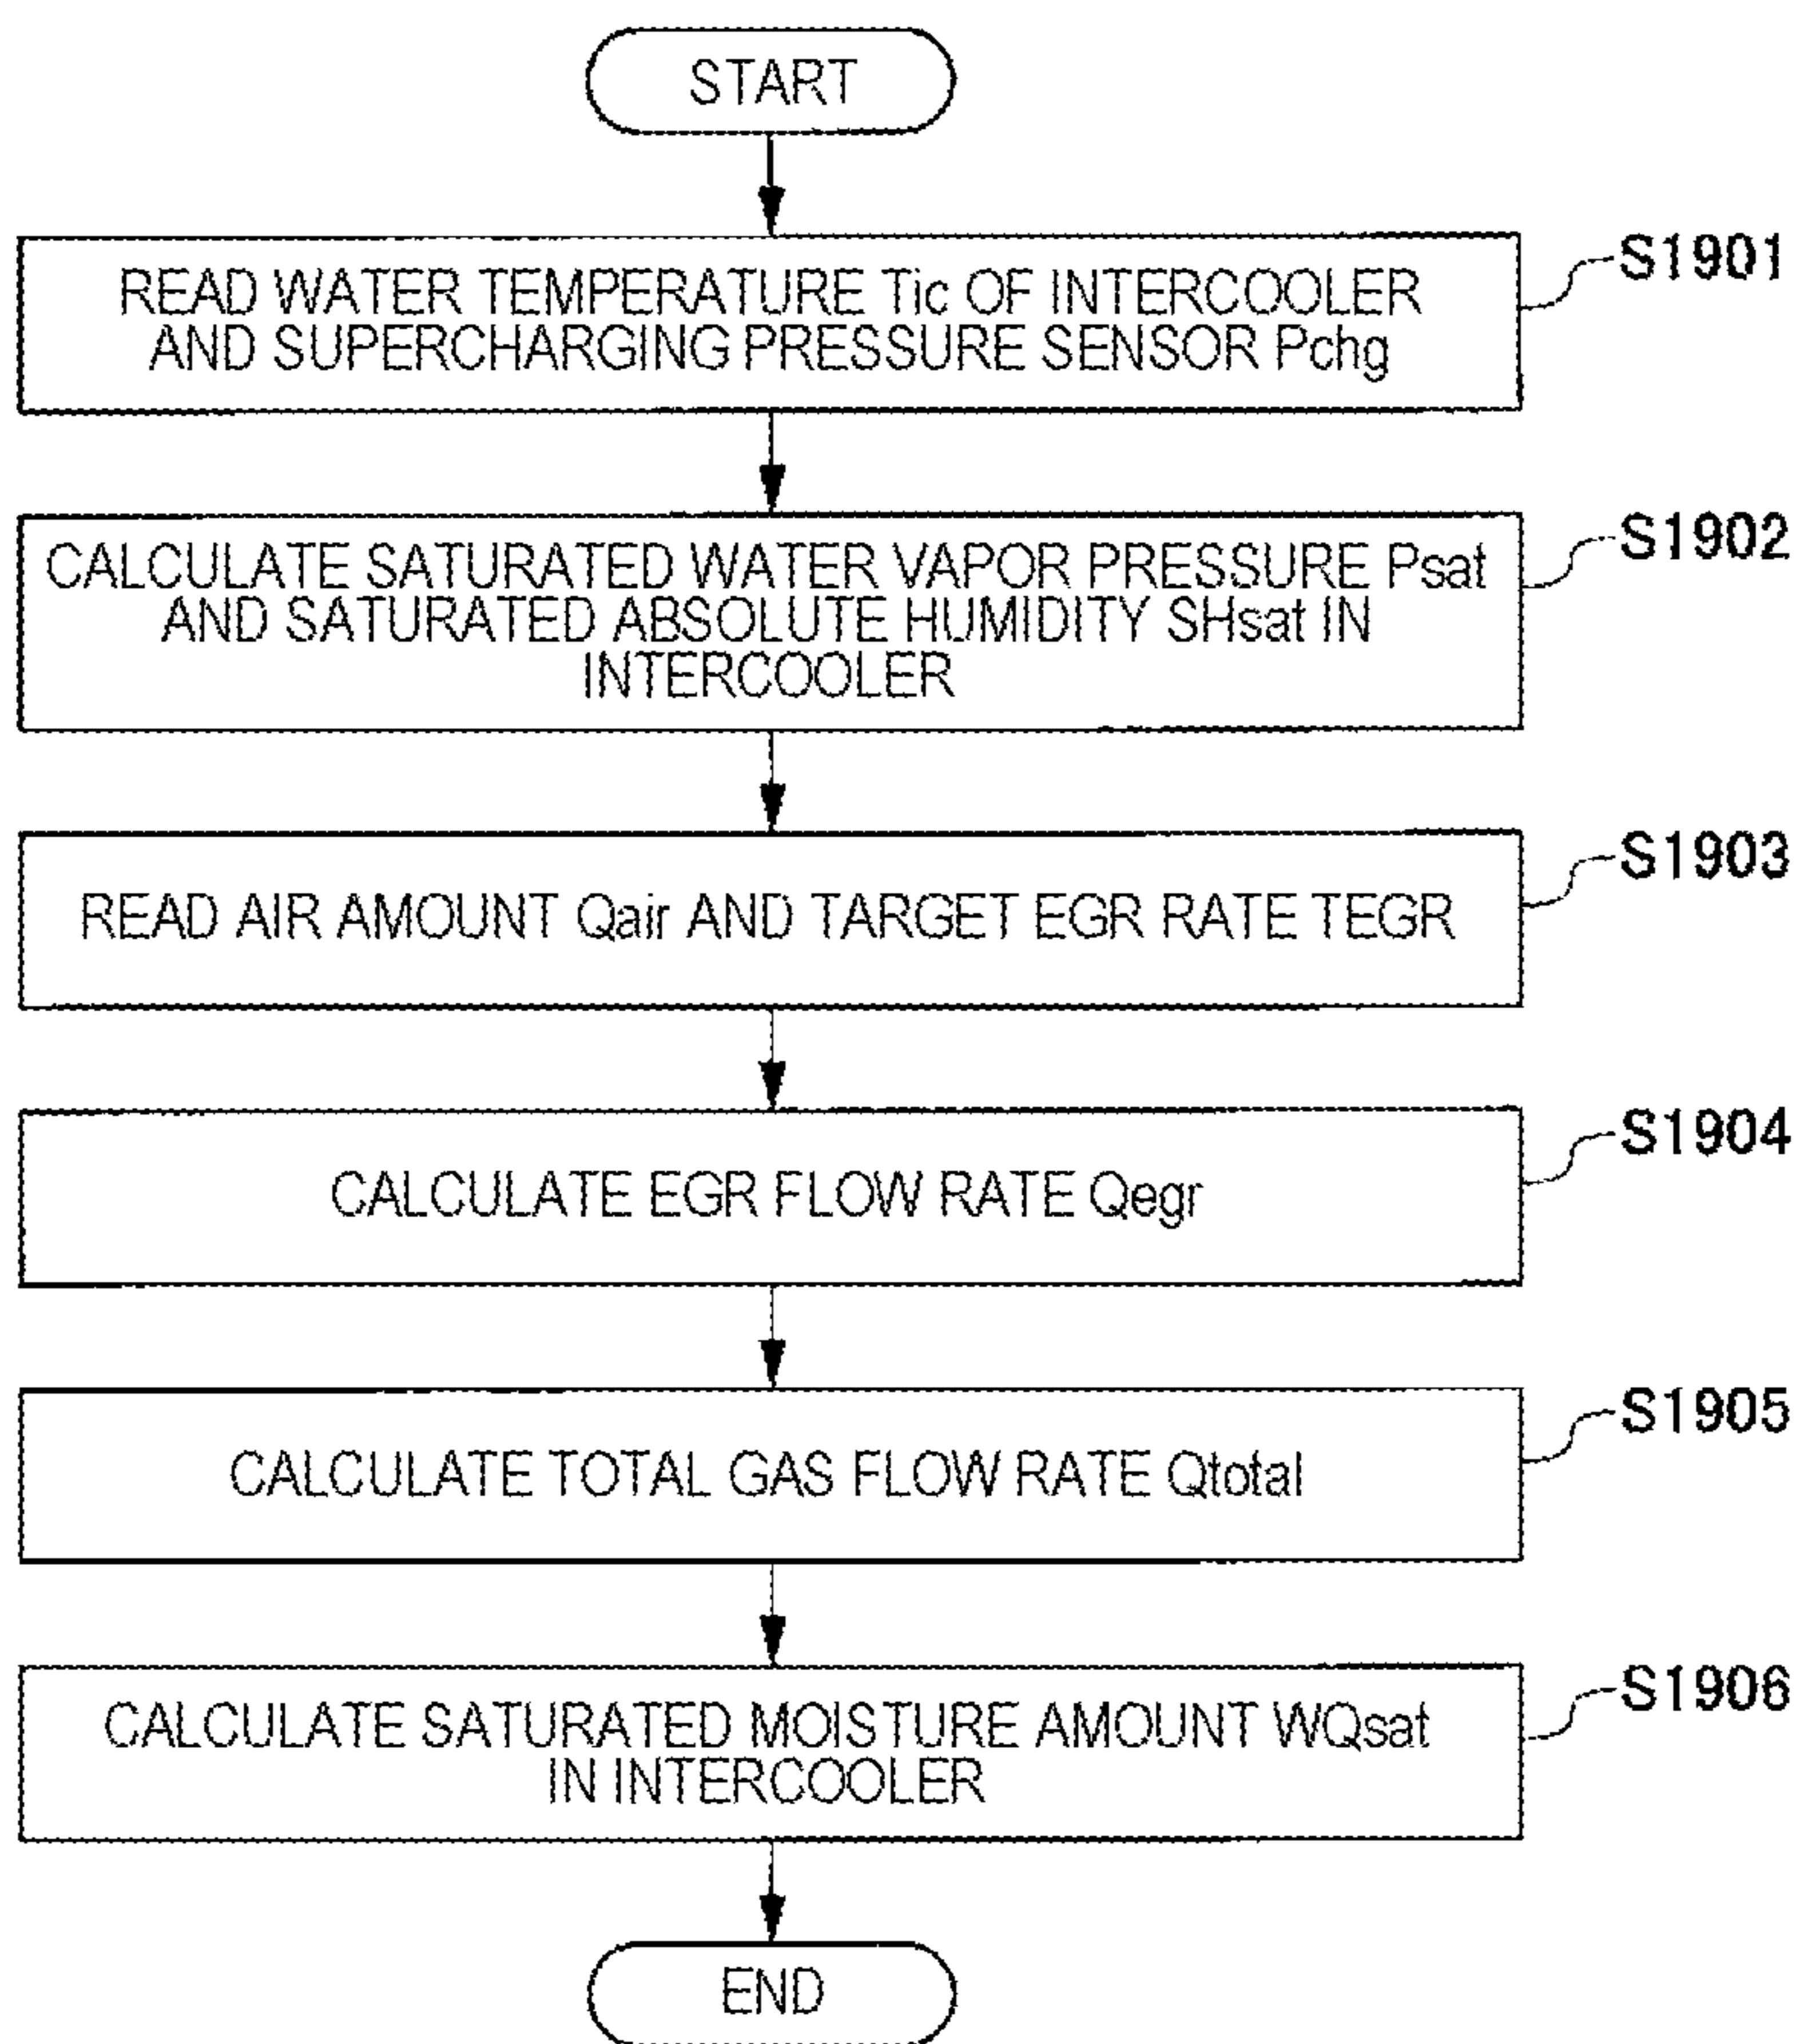 START
READ WATER TEMPERATURE Tic OF INTERCOOLER
AND SUPERCHARGING PRESSURE SENSOR Pchg
S1901
CALCULATE SATURATED WATER VAPOR PRESSURE Psat
AND SATURATED ABSOLUTE HUMIDITY SHsat IN
INTERCOOLER
S1902
READ AIR AMOUNT Qair AND TARGET EGR RATE TEGR
S1903
CALCULATE EGR FLOW RATE Qegr
S1904
CALCULATE TOTAL GAS FLOW RATE Qtotal
S1905
CALCULATE SATURATED MOISTURE AMOUNT WQsat
IN INTERCOOLER
S1906
END